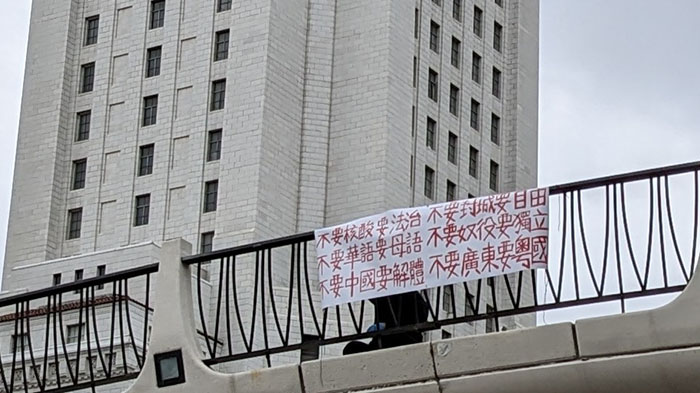 不要核酸要法治 不要封城要自由
不要華語要母語 不要奴役要獨立
不要中國要解體 不要廣東要粵國